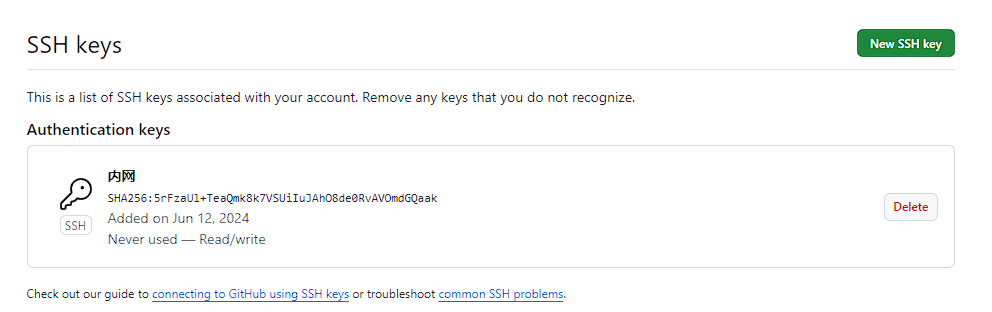 SSH keys
New SSH key
This is a list of SSH keys associated with your account. Remove any keys that you do not recognize.
Authentication keys
内网
SHA256:5rFzaUl+TeaQmk8k7VSUiIuJAhO8de0RvAVOmdGQaak
Added on Jun 12, 2024
SSH
Never used — Read/write
Delete
Check out our guide to connecting to GitHub using SSH keys or troubleshoot common SSH problems.